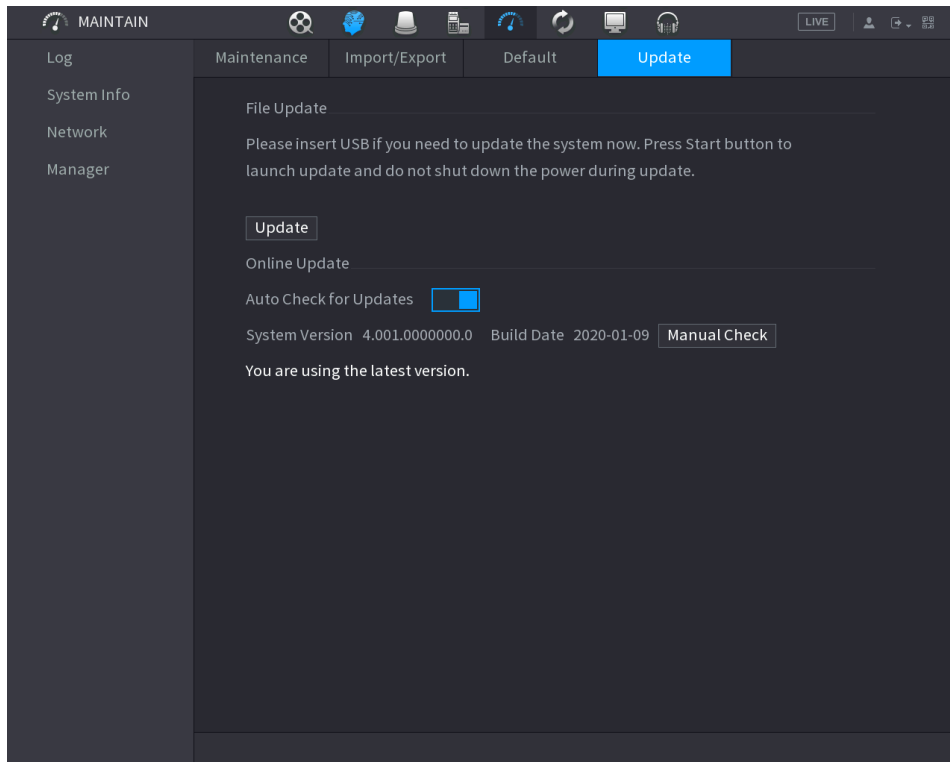 MAINTAIN
LIVE
Log
System Info
Network
Manager
Maintenance Import/Export Default Update
File Update
Please insert USB if you need to update the system now. Press Start button to
launch update and do not shut down the power during update.
Update
Online Update
Auto Check for Updates
System Version 4.001.0000000.0 Build Date 2020-01-09 Manual Check
You are using the latest version.